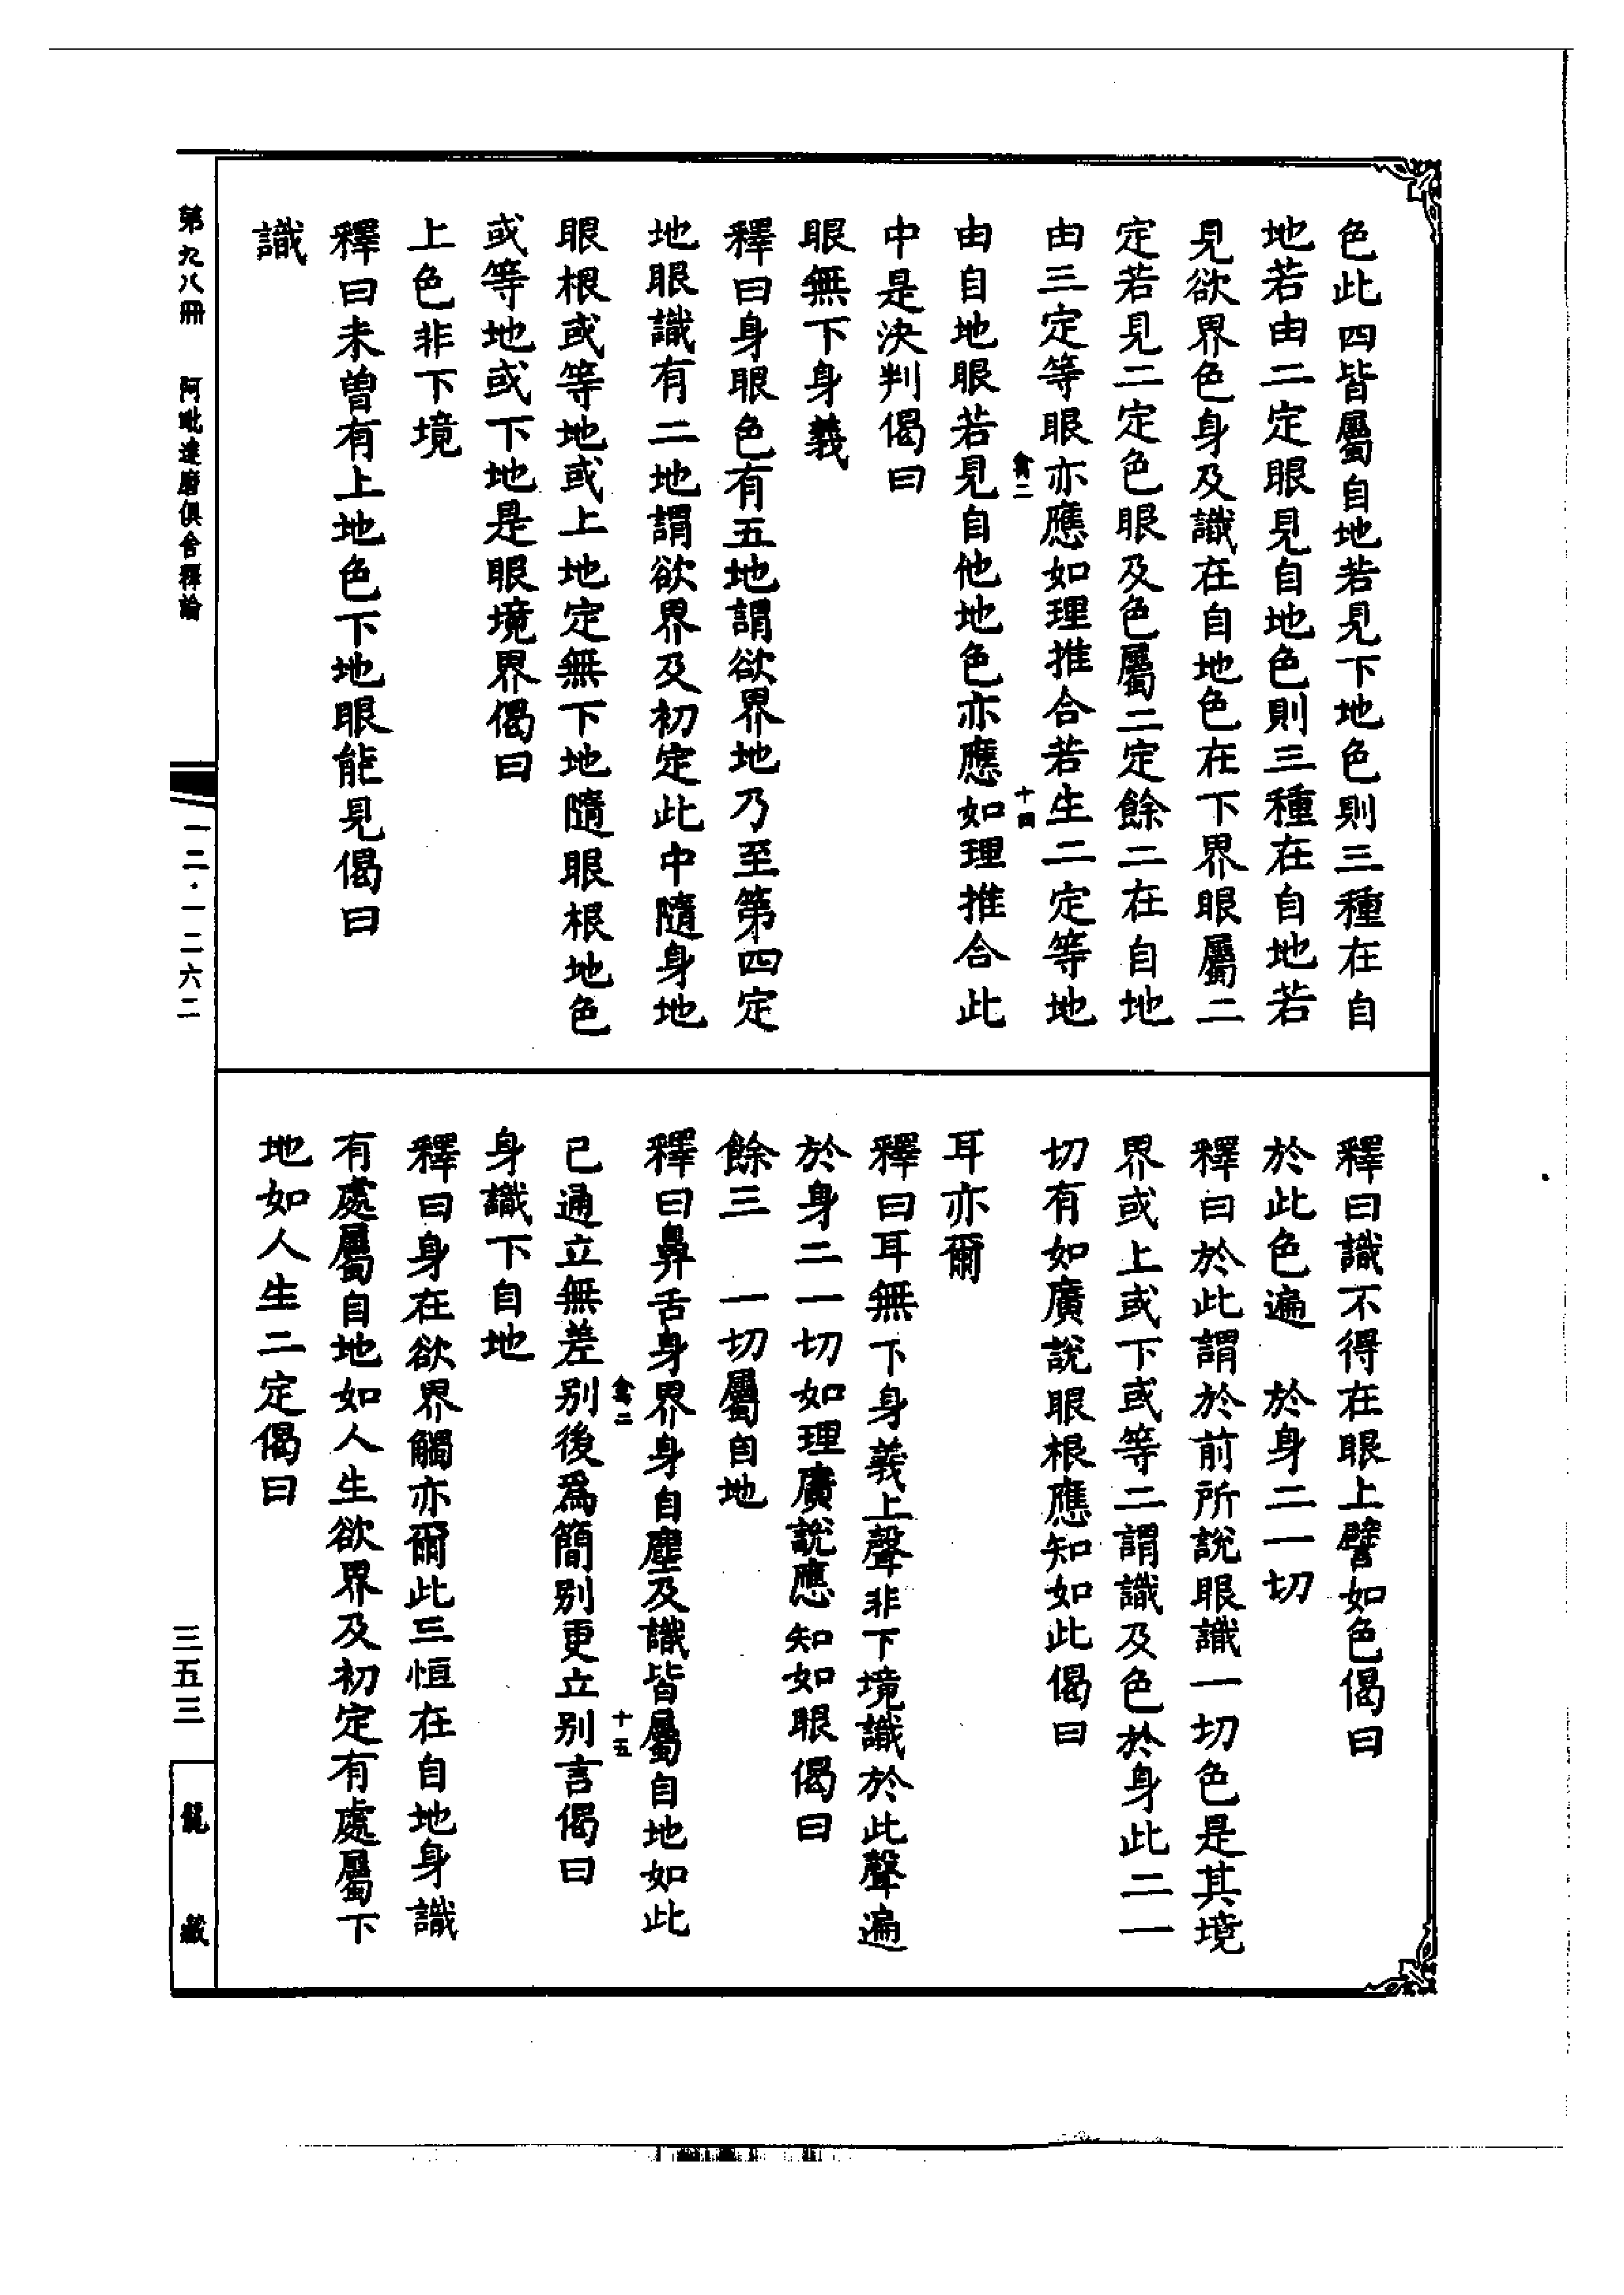 色此四皆屬自地若見下地色則三種在自
地若由二定眼見自地色則三種在自地若
見欲界色身及識在自地色在下界眼屬二
定若見二定色眼及色屬二定餘二在自地
由三定等眼亦應如理推合若生二定等地
禽二
十四
由自地眼若見自他地色亦應如理推合此
中是決判偈曰
眼無下身義
釋曰身眼色有五地謂欲界地乃至第四定
地眼識有二地謂欲界及初定此中隨身地
眼根或等地或上地定無下地隨眼根地色
或等地或下地是眼境界偈曰
上色非下境
釋曰未曾有上地色下地眼能見偈曰
識
釋曰識不得在眼上譬如色偈曰
於此色遍 於身二一切
釋曰於此謂於前所說眼識一切色是其境
界或上或下或等二謂識及色於身此二一
切有如廣說眼根應知如此偈曰
耳亦爾
釋曰耳無下身義上聲非下境識於此聲遍
於身二一切如理廣說應知如眼偈曰
餘三 一切屬自地
釋曰鼻舌身界身自塵及識皆屬自地如此
禽二
十五
已通立無差别後爲簡别更立别言偈曰
身識下自地
釋曰身在欲界觸亦爾此三恒在自地身識
有處屬自地如人生欲界及初定有處屬下
地如人生二定偈曰
第九八冊 阿毗達磨俱舍釋論
一二·一二六二
三五三
龍藏